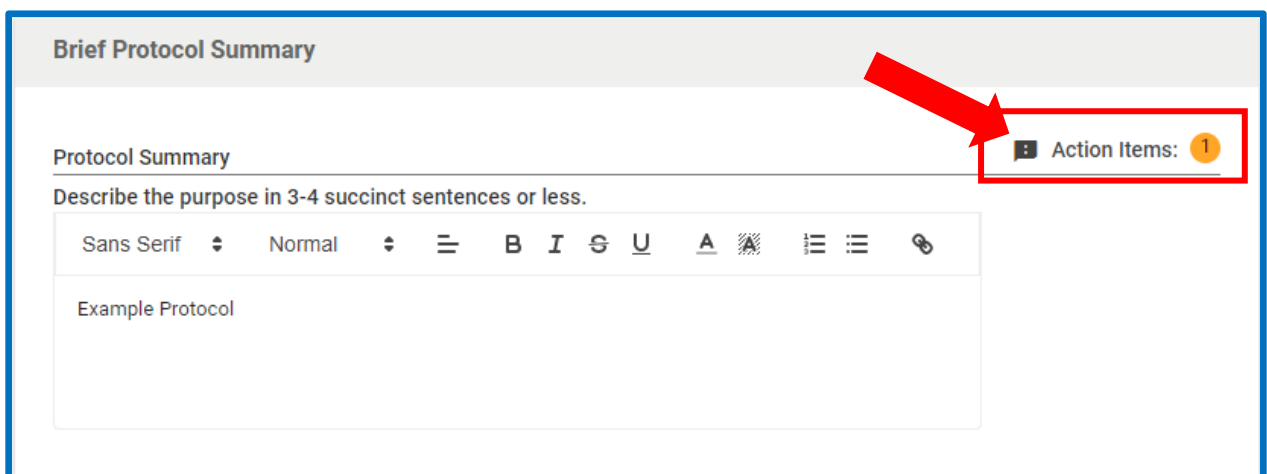 Brief Protocol Summary
Protocol Summary
Action Items: 1
Describe the purpose in 3-4 succinct sentences or less.
Sans Serif Normal B I S U A A
Example Protocol